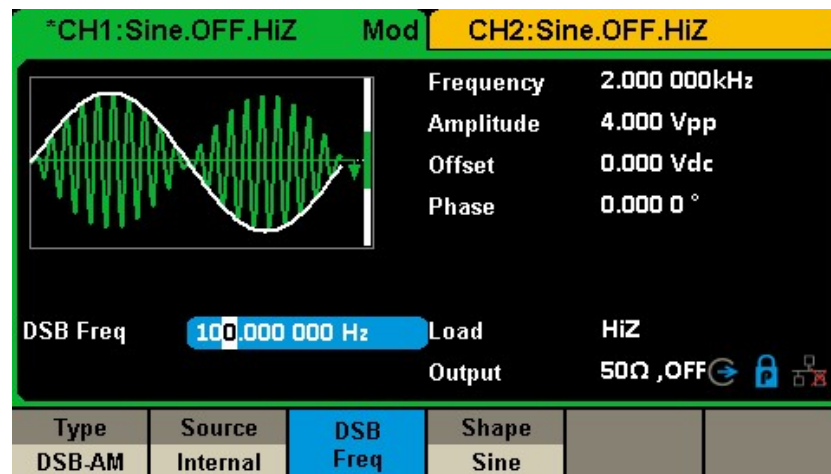 *CH1:Sine.OFF.HiZ Mod CH2:Sine.OFF.HiZ
Frequency 2.000 000kHz
Amplitude 4.000 Vpp
Offset 0.000 Vdc
Phase 0.000 0 °
DSB Freq 100.000 000 Hz Load HiZ
Output 50Ω ,OFF P
Type Source DSB Freq Shape
DSB-AM Internal Sine